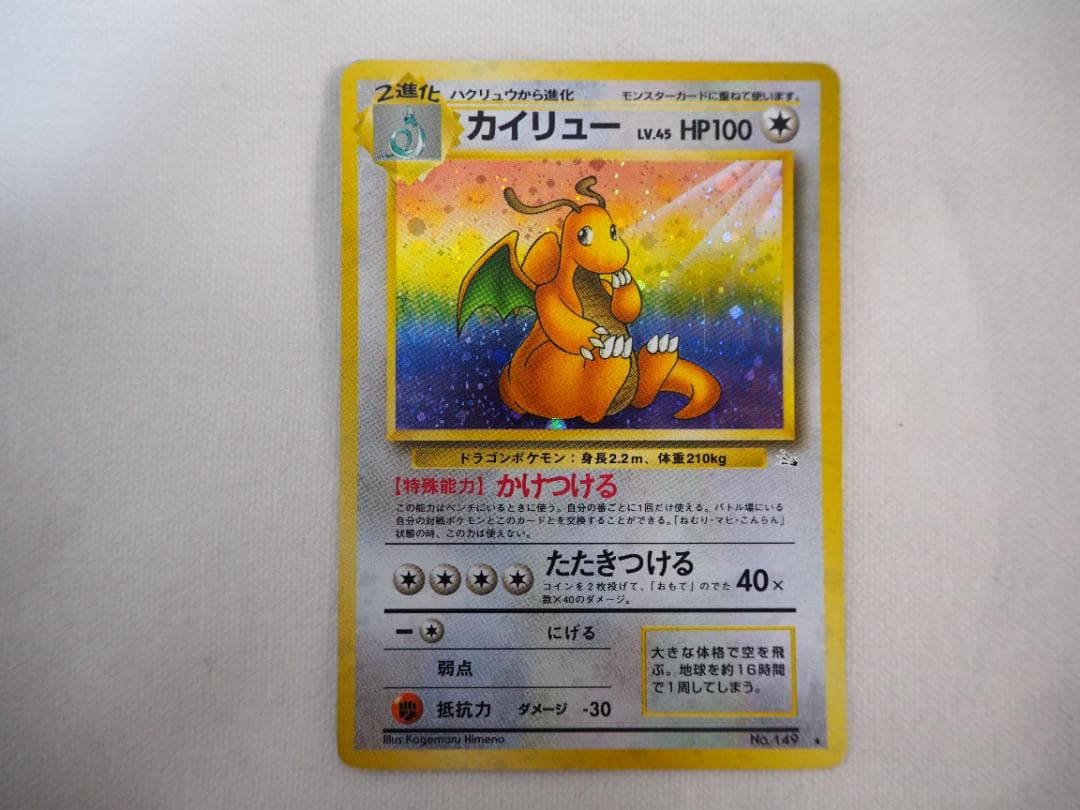 2進化 ハクリュウから進化 モンスターカードに重ねて使います。
カイリュー LV.45 HP100
ドラゴンポケモン：身長2.2m、体重210kg
【特殊能力】かけつける
この能力はベンチにいるときに使う。自分の番ごとに1回だけ使える。バトル場にいる
自分の対戦ポケモンとこのカードとを交換することができる。「ねむり・マヒ・こんらん」
状態の時、この力は使えない。
たたきつける
コインを2枚投げて、「おもて」のでた
数×40のダメージ。
40×
ー にげる
弱点
抵抗力 ダメージ -30
大きな体格で空を飛
ぶ。地球を約16時間
で1周してしまう。
Illus Kagemaru Himeno
No. 149 ★